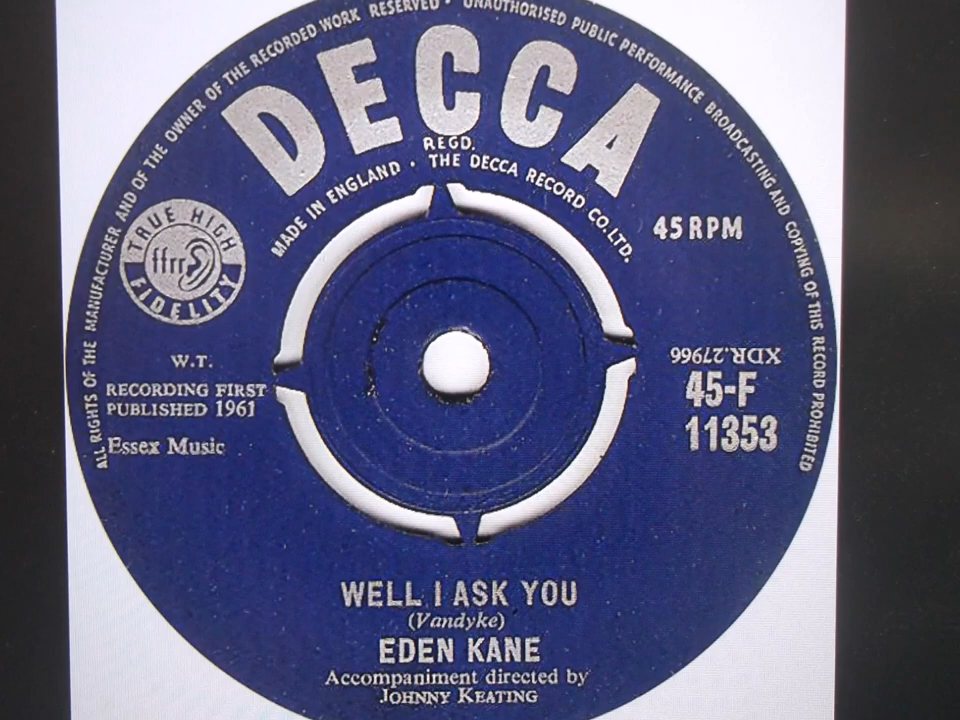 ALL RIGHTS OF THE MANUFACTURER AND OF THE OWNER OF THE RECORDED WORK RESERVED · UNAUTHORISED PUBLIC PERFORMANCE BROADCASTING AND COPYING OF THIS RECORD PROHIBITED
DECCA
REGD.
MADE IN ENGLAND · THE DECCA RECORD CO. LTD.
TRUE HIGH
ffrr
FIDELITY
45 RPM
W.T.
RECORDING FIRST
PUBLISHED 1961
Essex Music
XDR.27966
45-F
11353
WELL I ASK YOU
(Vandyke)
EDEN KANE
Accompaniment directed by
JOHNNY KEATING